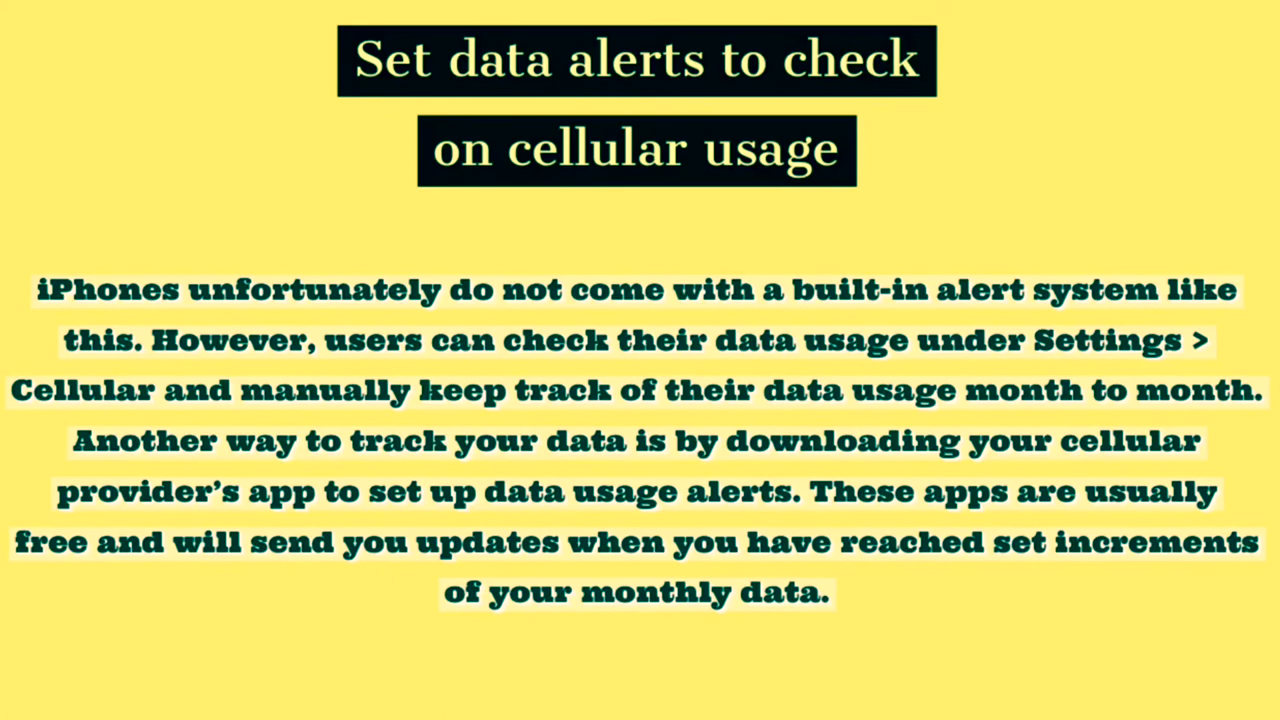 Set data alerts to check
on cellular usage
iPhones unfortunately do not come with a built-in alert system like
this. However, users can check their data usage under Settings >
Cellular and manually keep track of their data usage month to month.
Another way to track your data is by downloading your cellular
provider’s app to set up data usage alerts. These apps are usually
free and will send you updates when you have reached set increments
of your monthly data.